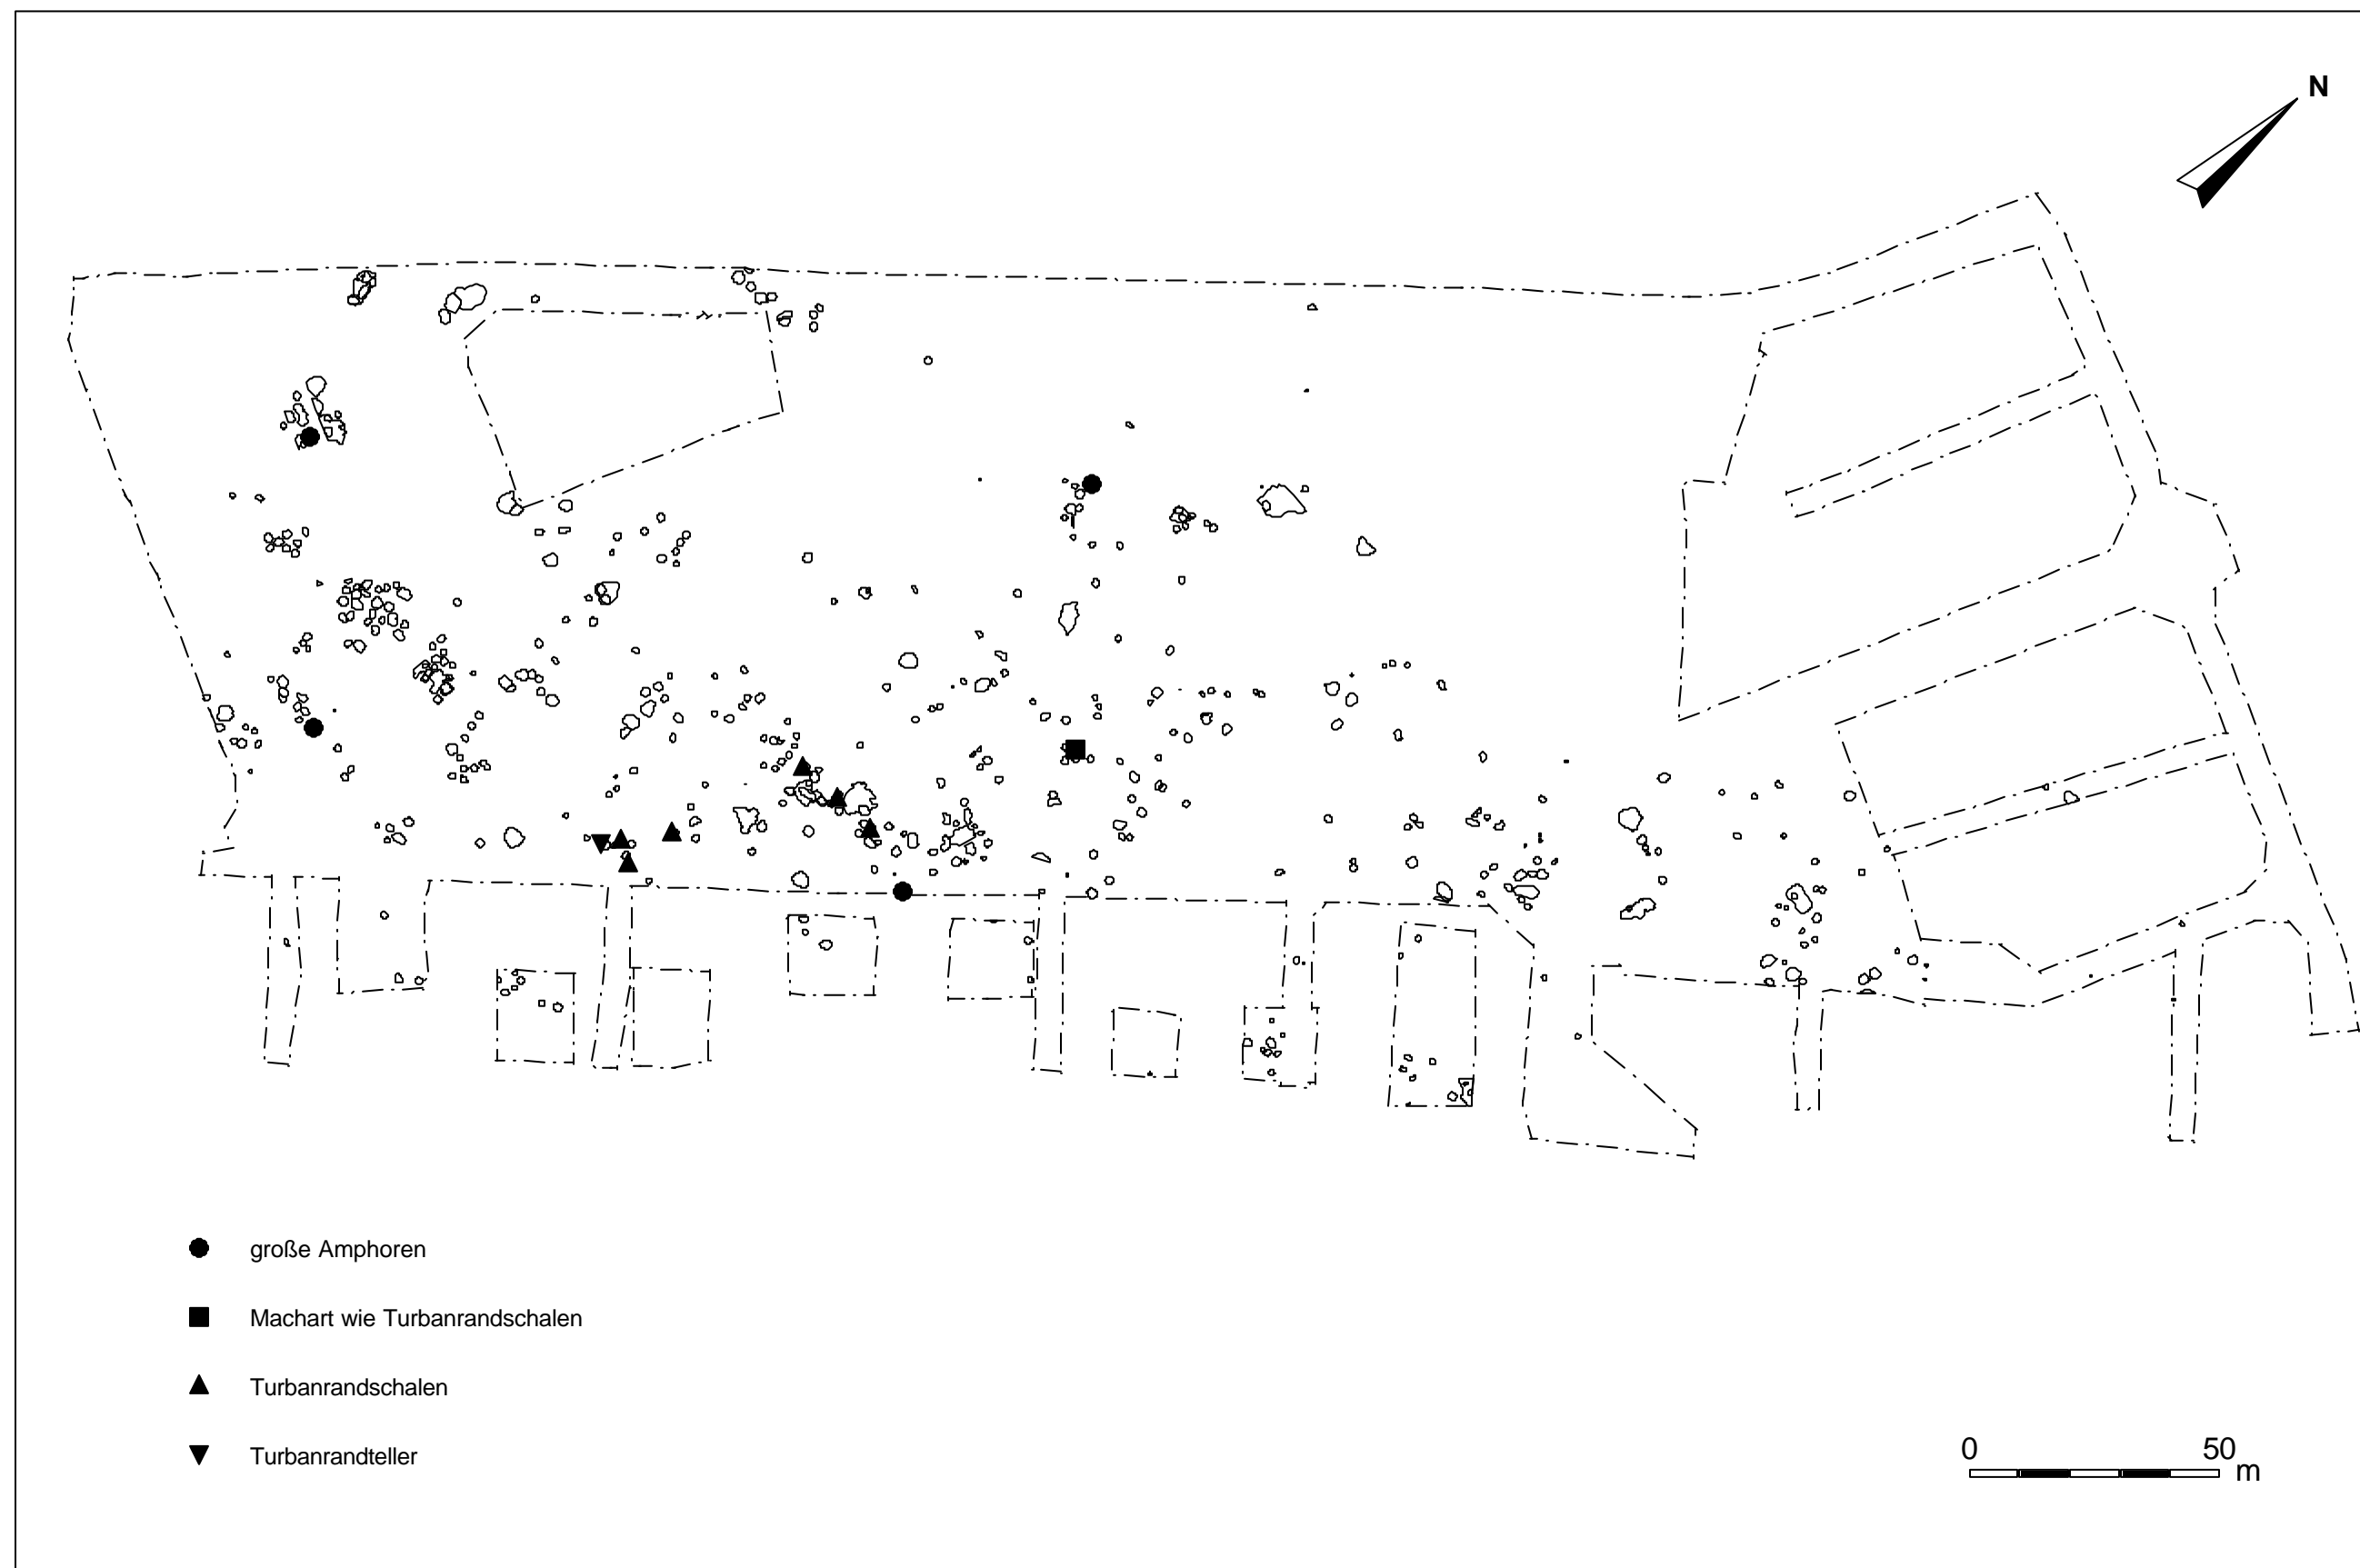 N
große Amphoren
Machart wie Turbanrandschalen
Turbanrandschalen
Turbanrandteller
0 50
m